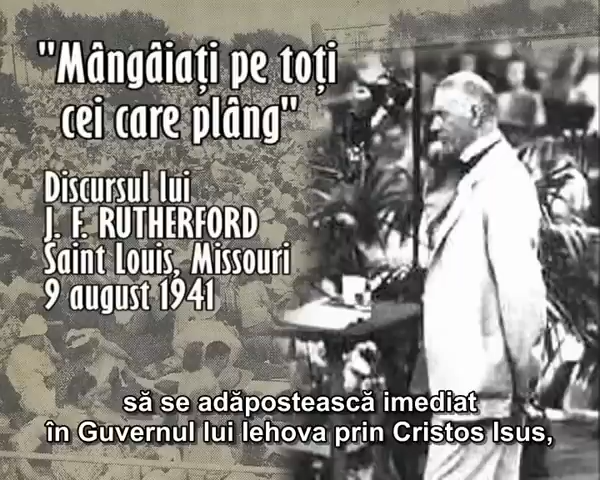 "Mângâiați pe toți
cei care plâng"
Discursul lui
J. F. RUTHERFORD
Saint Louis, Missouri
9 august 1941
să se adăpostească imediat
în Guvernul lui Iehova prin Cristos Isus,